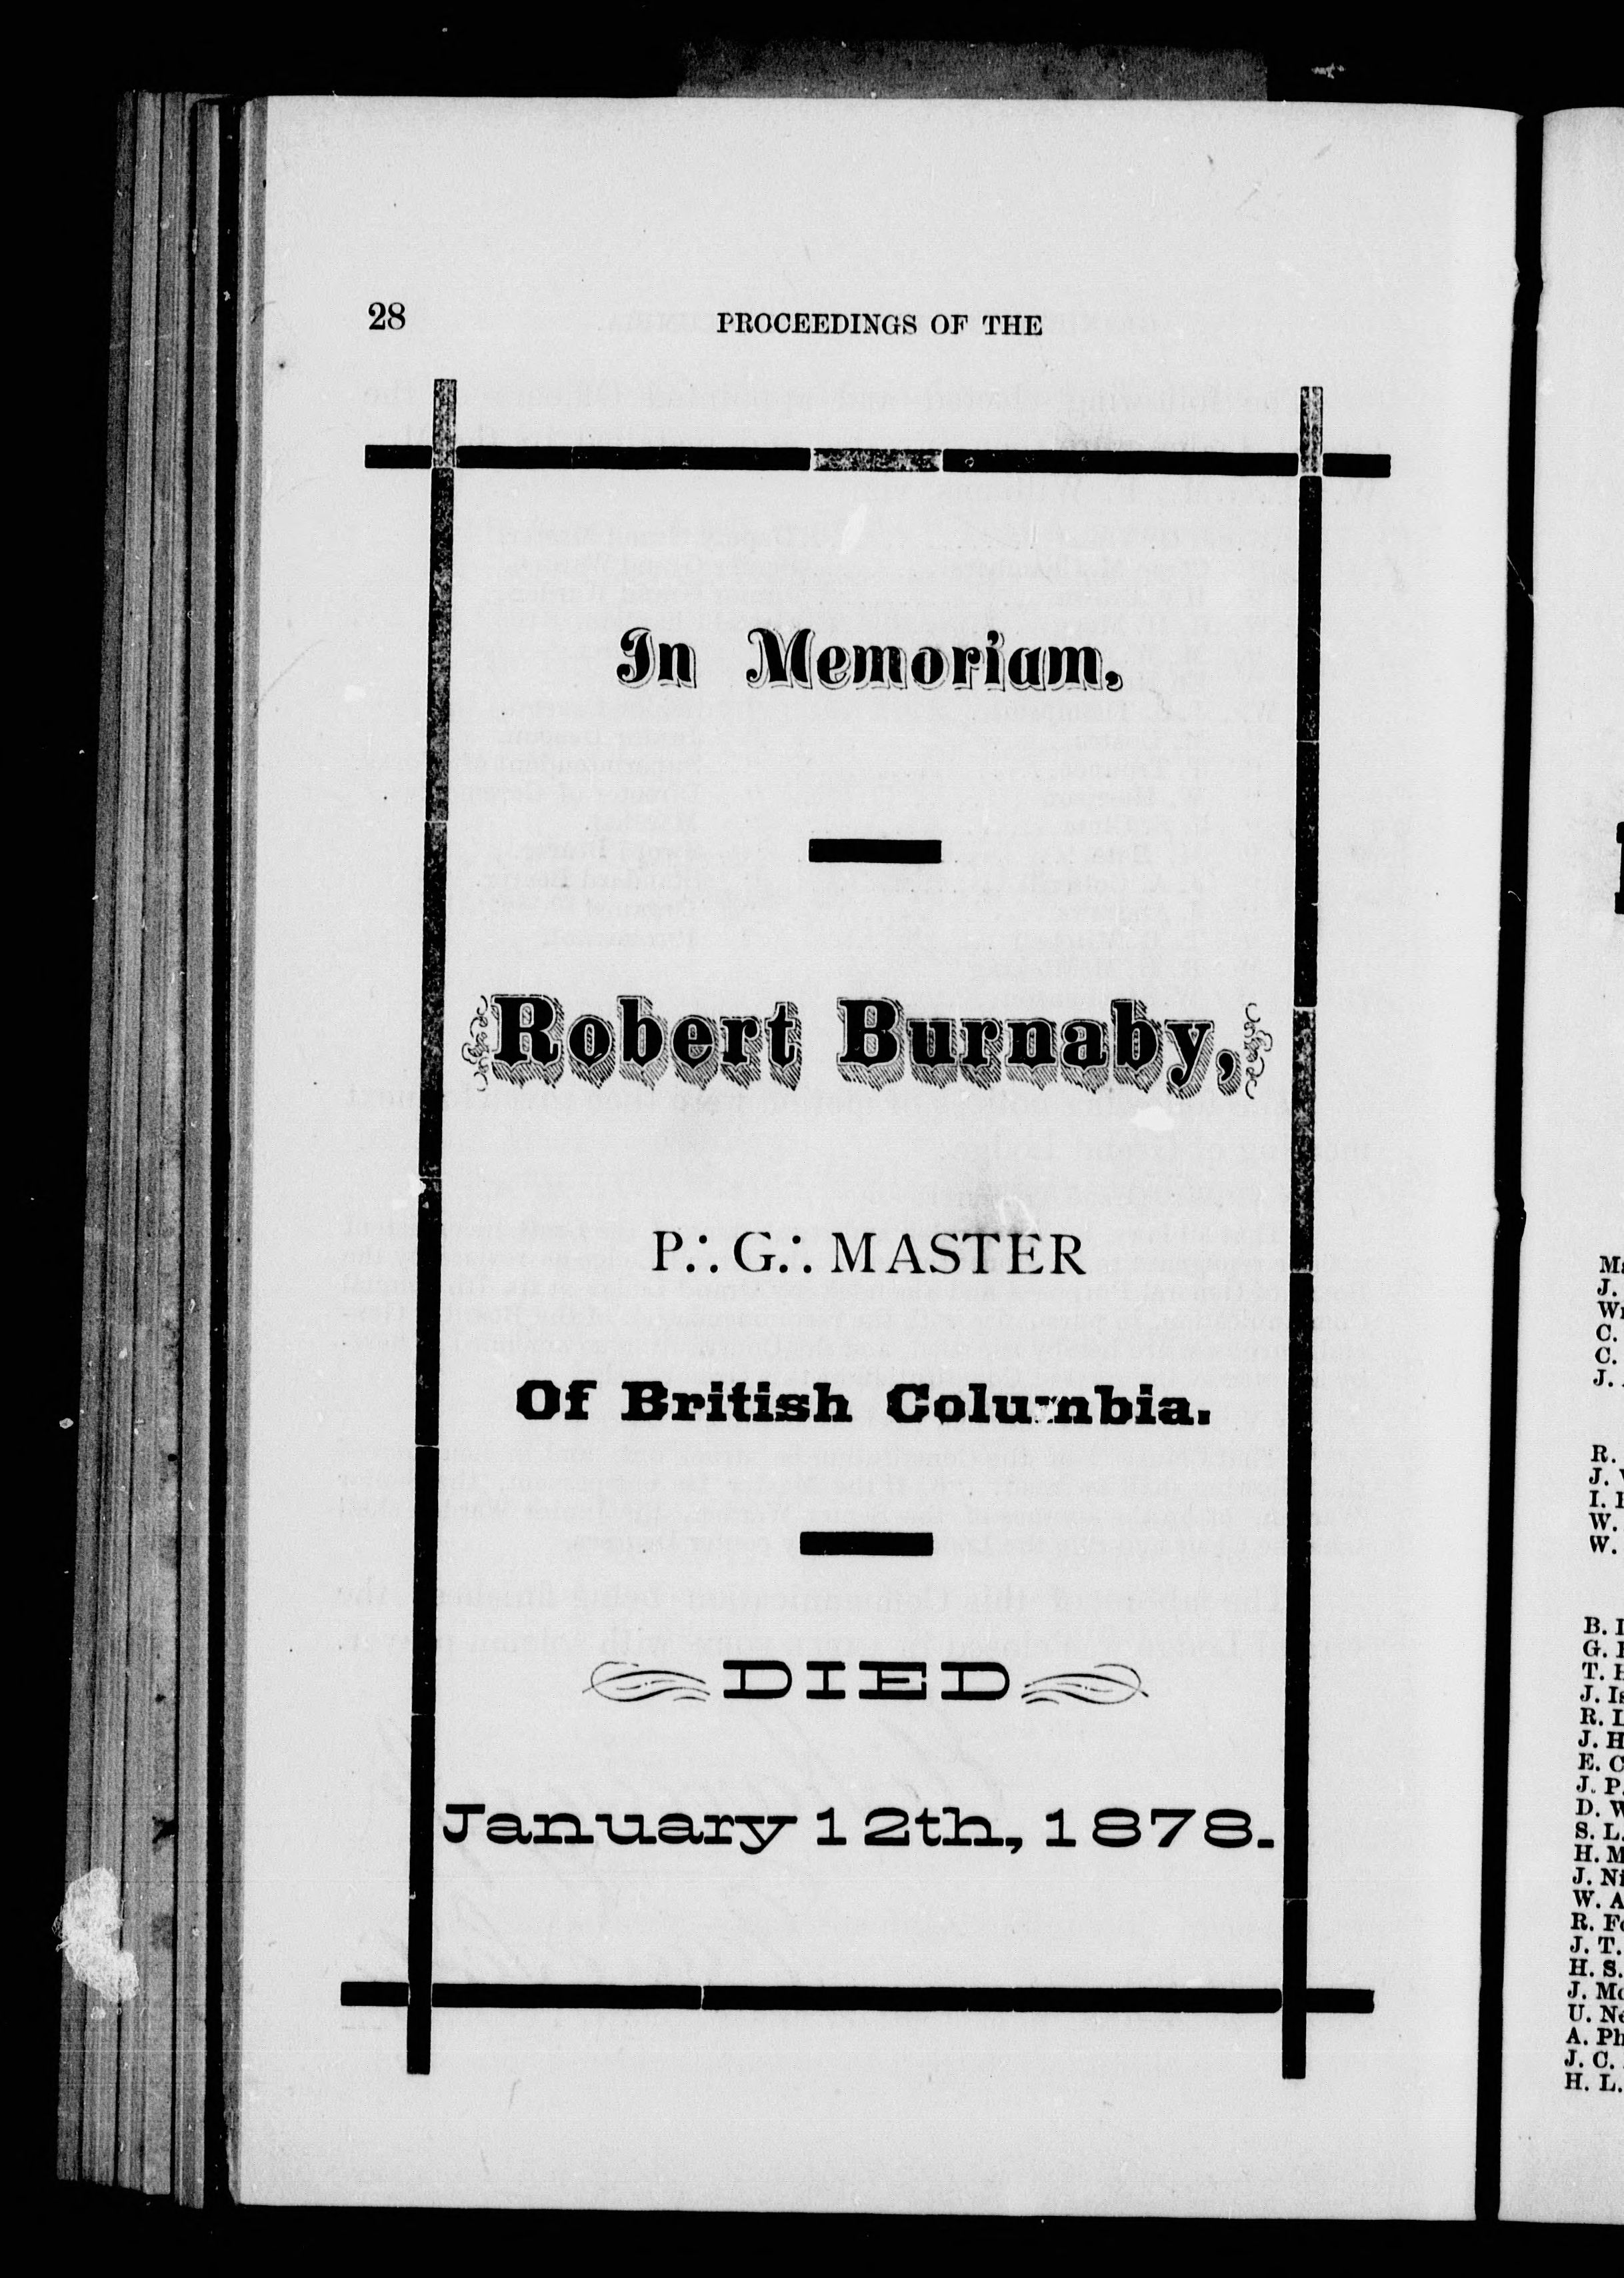 28 PROCEEDINGS OF THE
In Memoriam.
Robert Burnaby,
P∴ G∴ MASTER
Of British Columbia.
DIED
January 12th, 1878.
J.
C.
C.
J.
R.
J.
W.
W.
B.
G.
T.
J.
R.
J. H
E.
J. P.
D.
S. L.
H.
J.
W. A
R.
J. T.
H. S.
J.
U.
A.
J. C.
H. L.